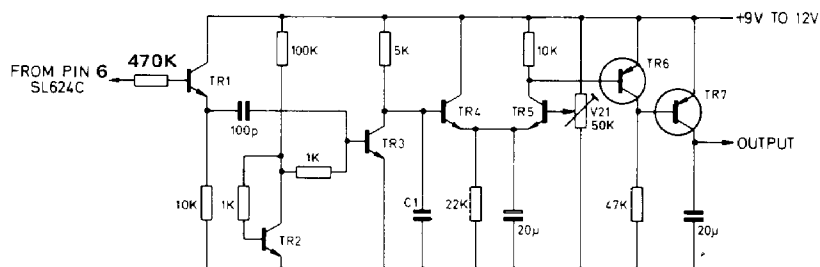 +9V TO 12V
FROM PIN 6
SL624C
470K
TR1
100K
5K
10K
TR6
TR7
100p
TR3
TR4
TR5
V21
50K
OUTPUT
1K
10K
1K
TR2
C1
22K
20µ
47K
20µ